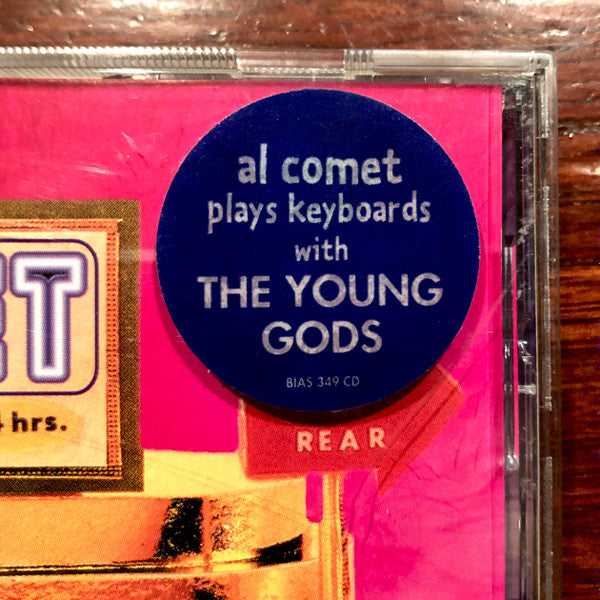 al comet
plays keyboards
with
THE YOUNG
GODS
BIAS 349 CD
hrs.
REAR